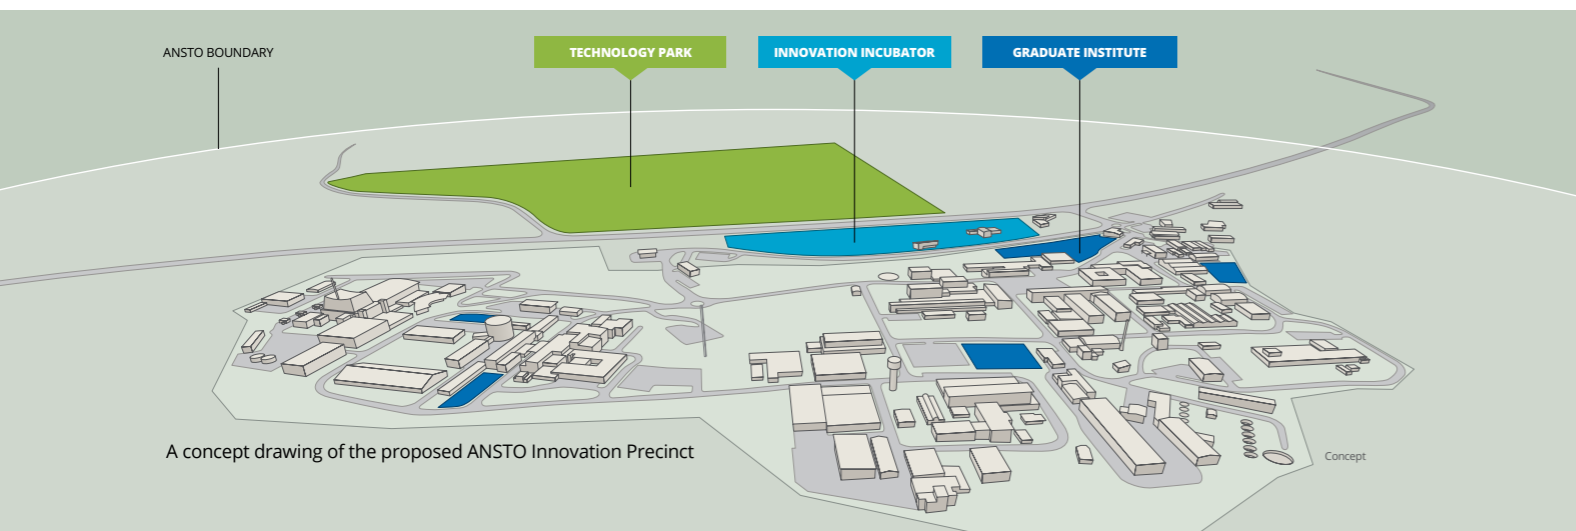 ANSTO BOUNDARY
TECHNOLOGY PARK
INNOVATION INCUBATOR
GRADUATE INSTITUTE
A concept drawing of the proposed ANSTO Innovation Precinct
Concept